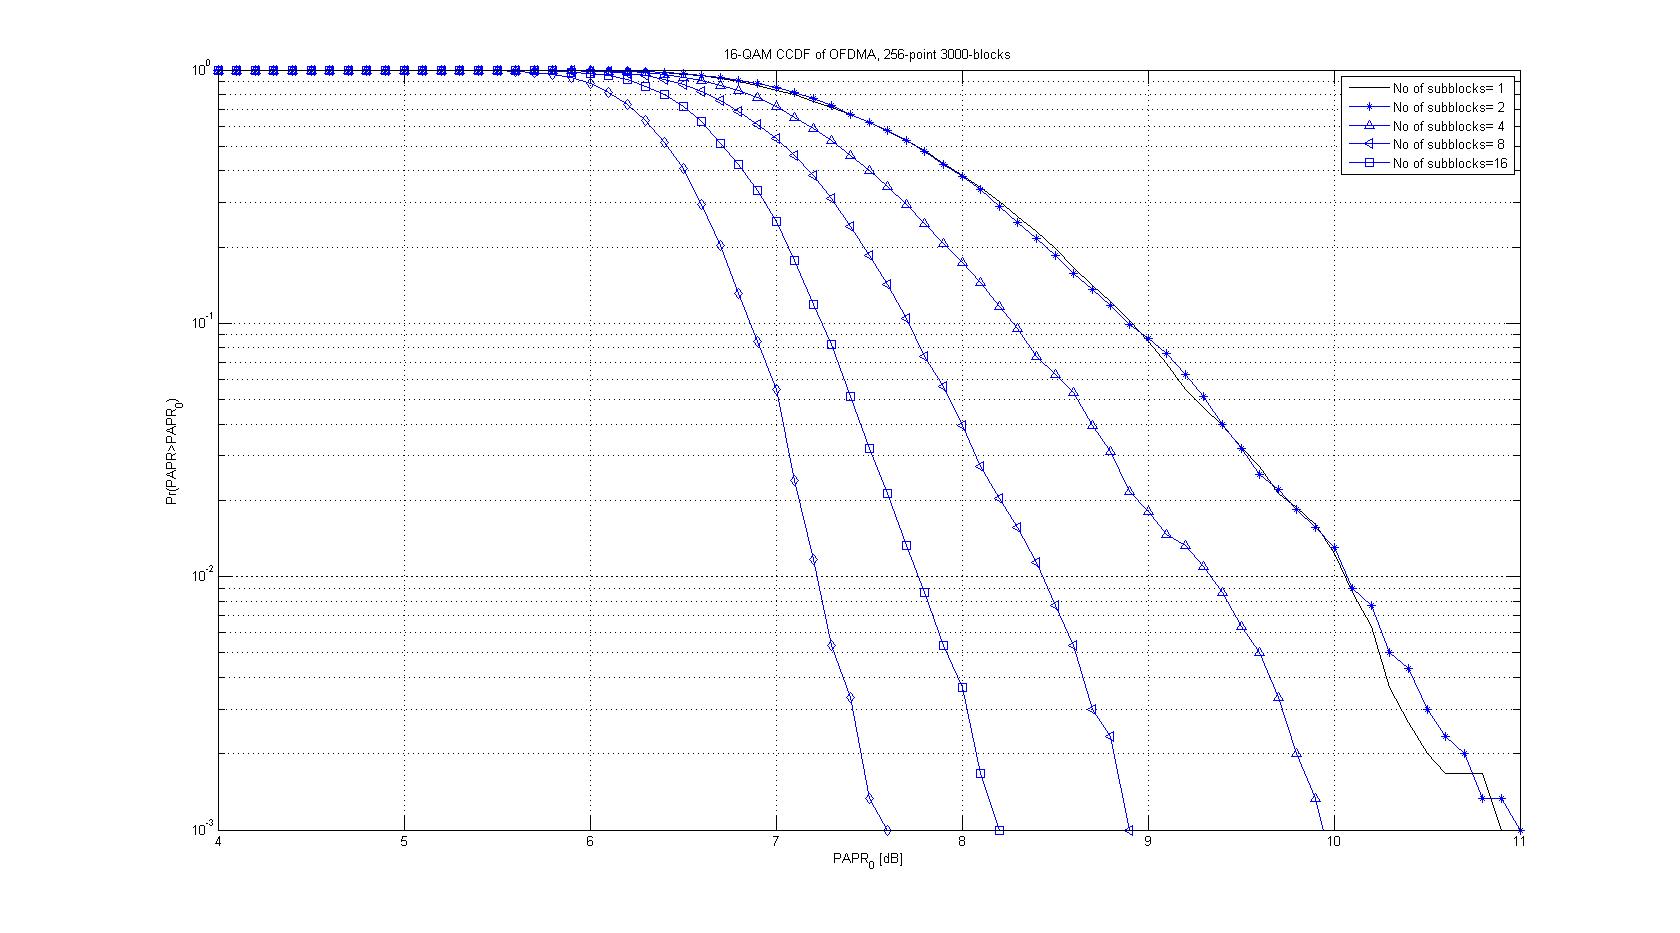 16-QAM CCDF of OFDMA, 256-point 3000-blocks
No of subblocks= 1
No of subblocks= 2
No of subblocks= 4
No of subblocks= 8
No of subblocks=16
10^0
10^-1
10^-2
10^-3
Pr(PAPR>PAPR_0)
4 5 6 7 8 9 10 11
PAPR_0 [dB]